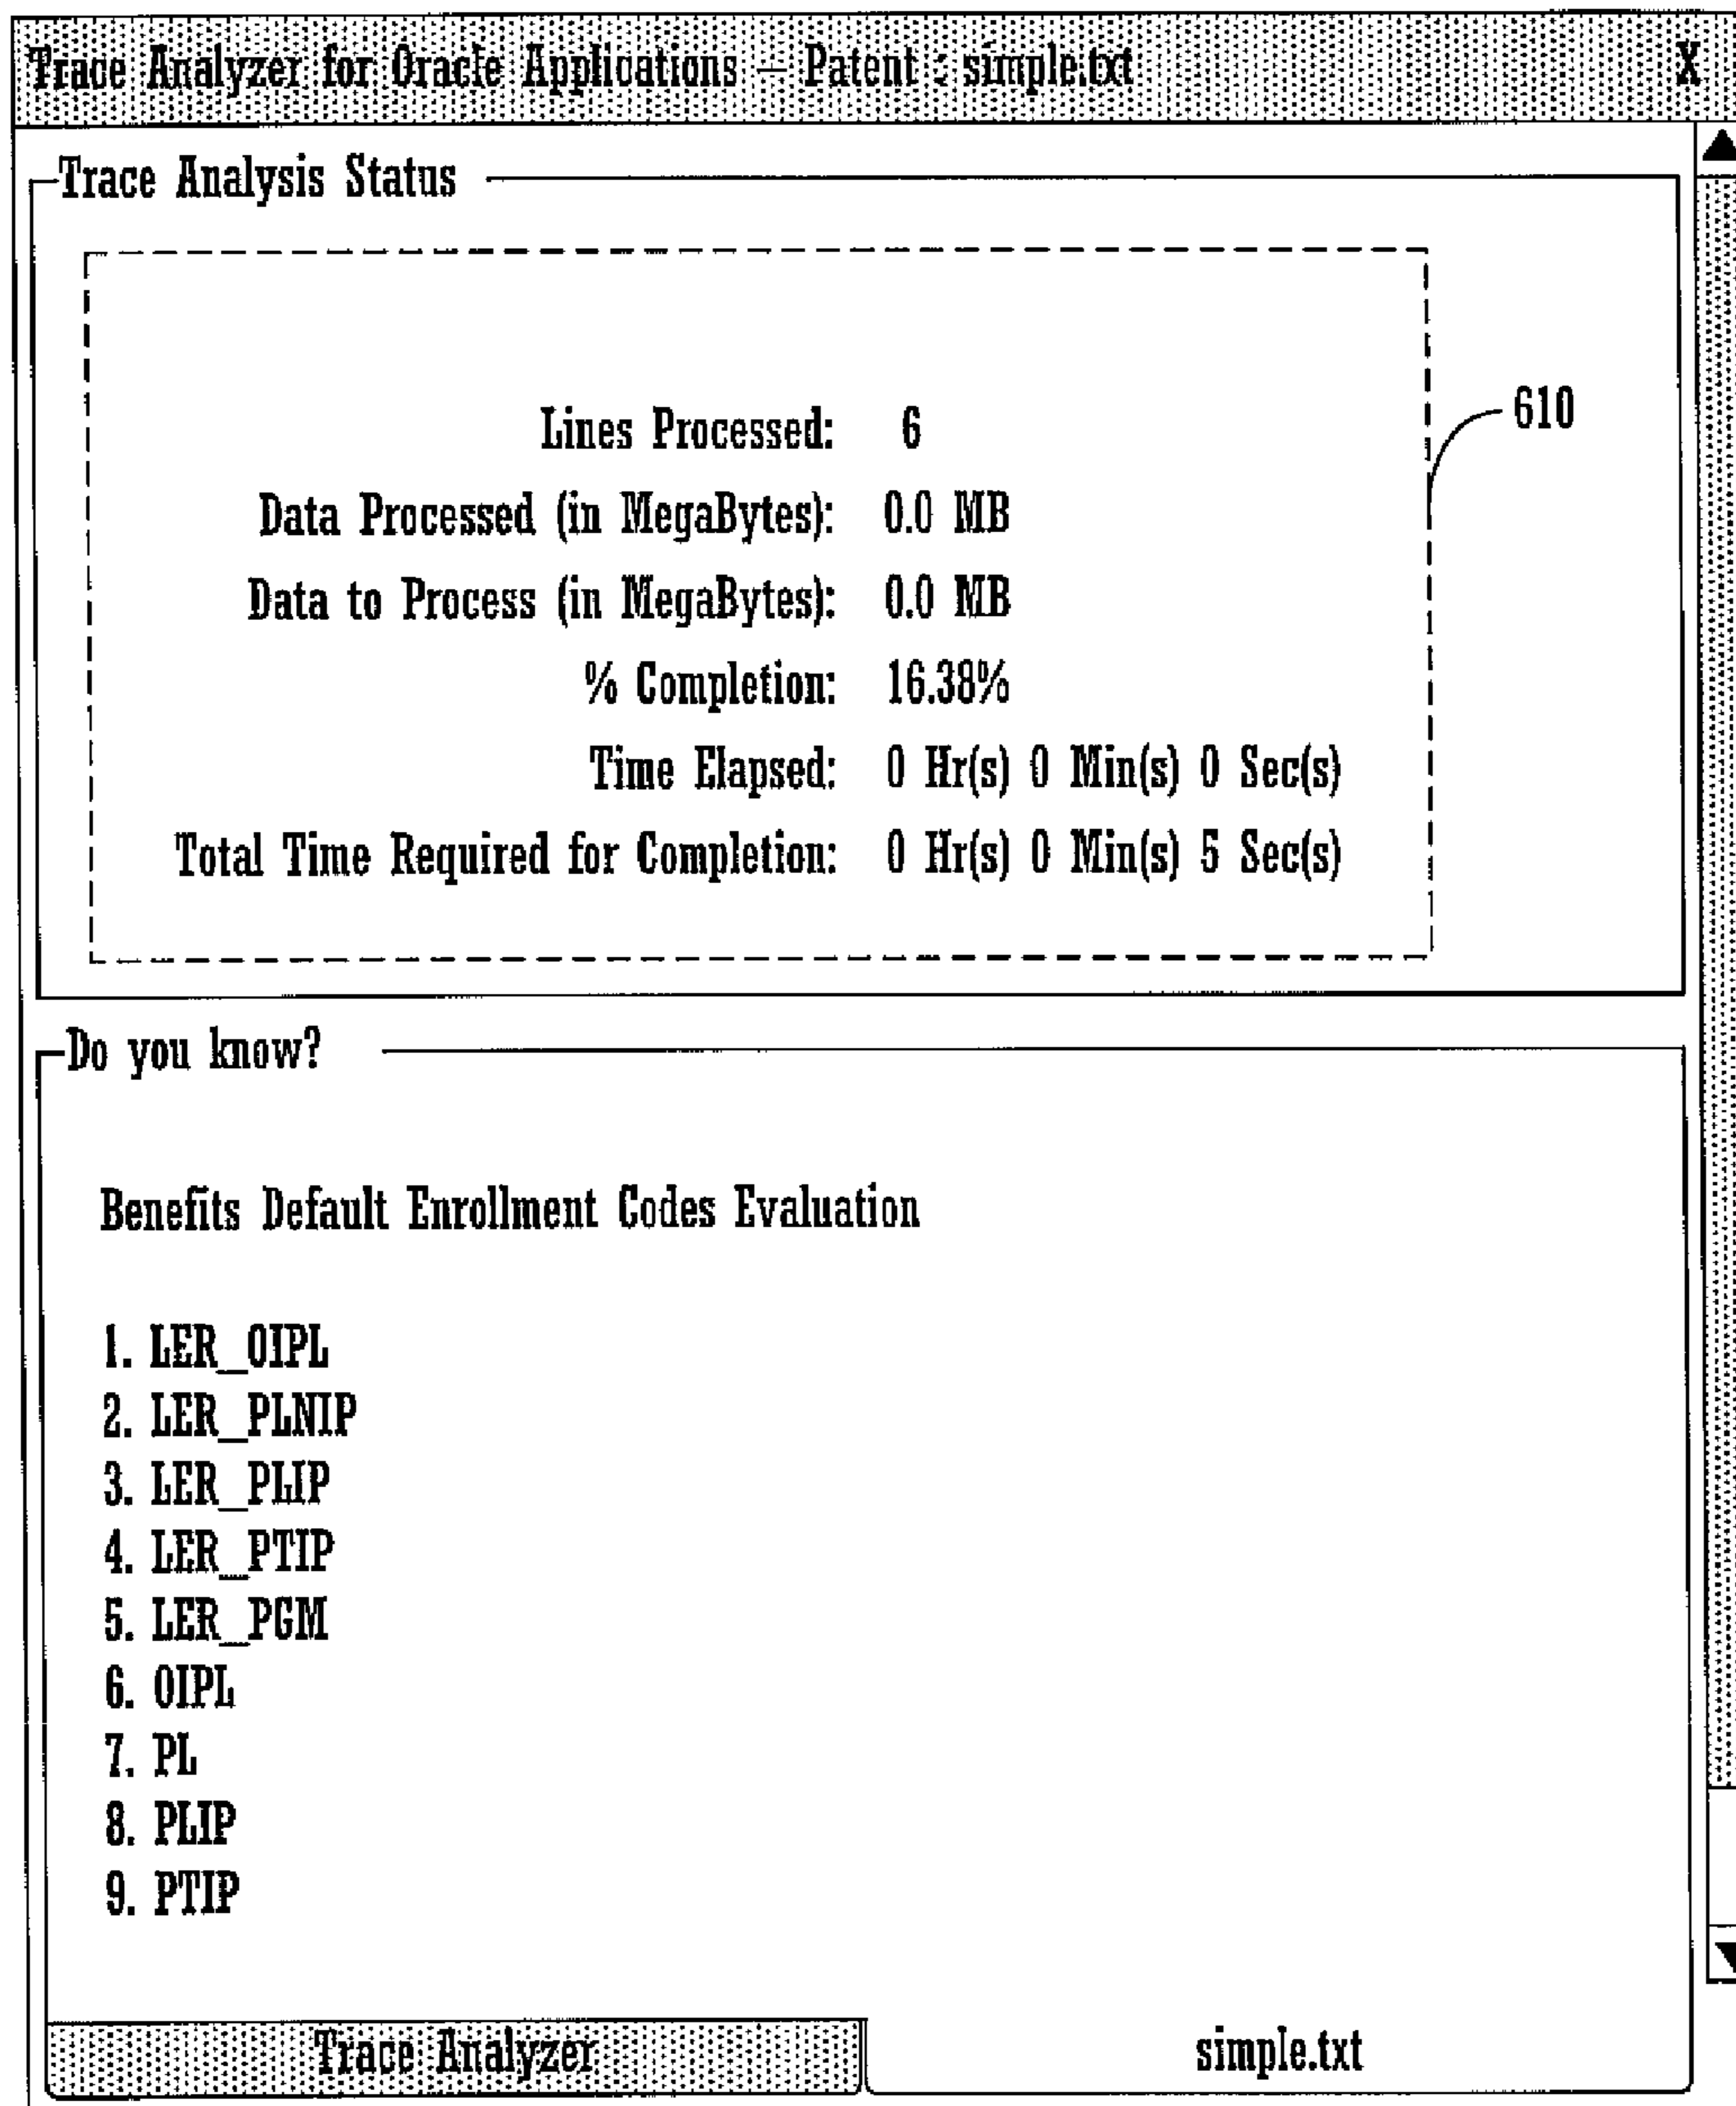 Trace Analyzer for Oracle Applications — Patent : simple.txt X
Trace Analysis Status
Lines Processed: 6
610
Data Processed (in MegaBytes): 0.0 MB
Data to Process (in MegaBytes): 0.0 MB
% Completion: 16.38%
Time Elapsed: 0 Hr(s) 0 Min(s) 0 Sec(s)
Total Time Required for Completion: 0 Hr(s) 0 Min(s) 5 Sec(s)
Do you know?
Benefits Default Enrollment Codes Evaluation
1. LER_OIPL
2. LER_PLNIP
3. LER_PLIP
4. LER_PTIP
5. LER_PGM
6. OIPL
7. PL
8. PLIP
9. PTIP
Trace Analyzer simple.txt